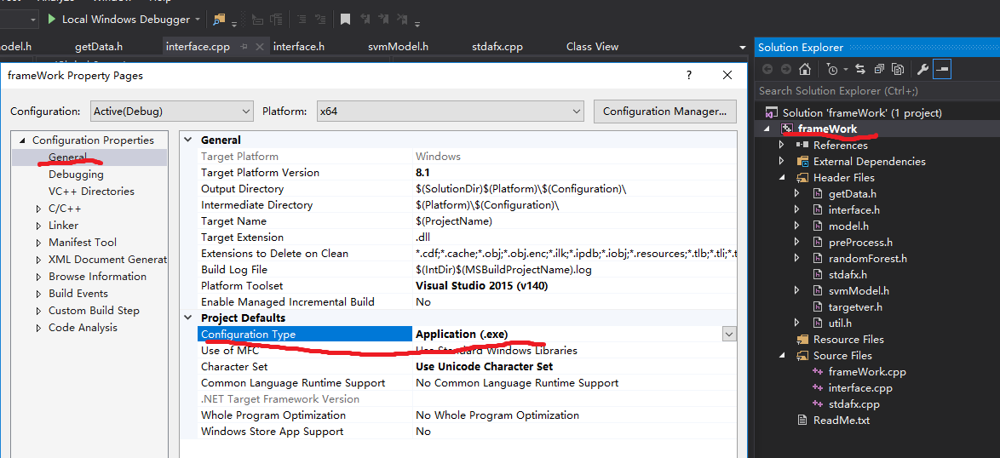 Local Windows Debugger
model.h getData.h interface.cpp interface.h svmModel.h stdafx.cpp Class View
frameWork Property Pages ?
Configuration: Active(Debug) Platform: x64 Configuration Manager...
Configuration Properties
General
Debugging
VC++ Directories
C/C++
Linker
Manifest Tool
XML Document Generat
Browse Information
Build Events
Custom Build Step
Code Analysis
General
Target Platform Windows
Target Platform Version 8.1
Output Directory $(SolutionDir)$(Platform)\$(Configuration)\
Intermediate Directory $(Platform)\$(Configuration)\
Target Name $(ProjectName)
Target Extension .dll
Extensions to Delete on Clean *.cdf;*.cache;*.obj;*.obj.enc;*.ilk;*.ipdb;*.iobj;*.resources;*.tlb;*.tli;*.t
Build Log File $(IntDir)$(MSBuildProjectName).log
Platform Toolset Visual Studio 2015 (v140)
Enable Managed Incremental Build No
Project Defaults
Configuration Type Application (.exe)
Use of MFC Use Standard Windows Libraries
Character Set Use Unicode Character Set
Common Language Runtime Support No Common Language Runtime Support
.NET Target Framework Version
Whole Program Optimization No Whole Program Optimization
Windows Store App Support No
Solution Explorer
Search Solution Explorer (Ctrl+;)
Solution 'frameWork' (1 project)
frameWork
References
External Dependencies
Header Files
getData.h
interface.h
model.h
preProcess.h
randomForest.h
stdafx.h
svmModel.h
targetver.h
util.h
Resource Files
Source Files
frameWork.cpp
interface.cpp
stdafx.cpp
ReadMe.txt